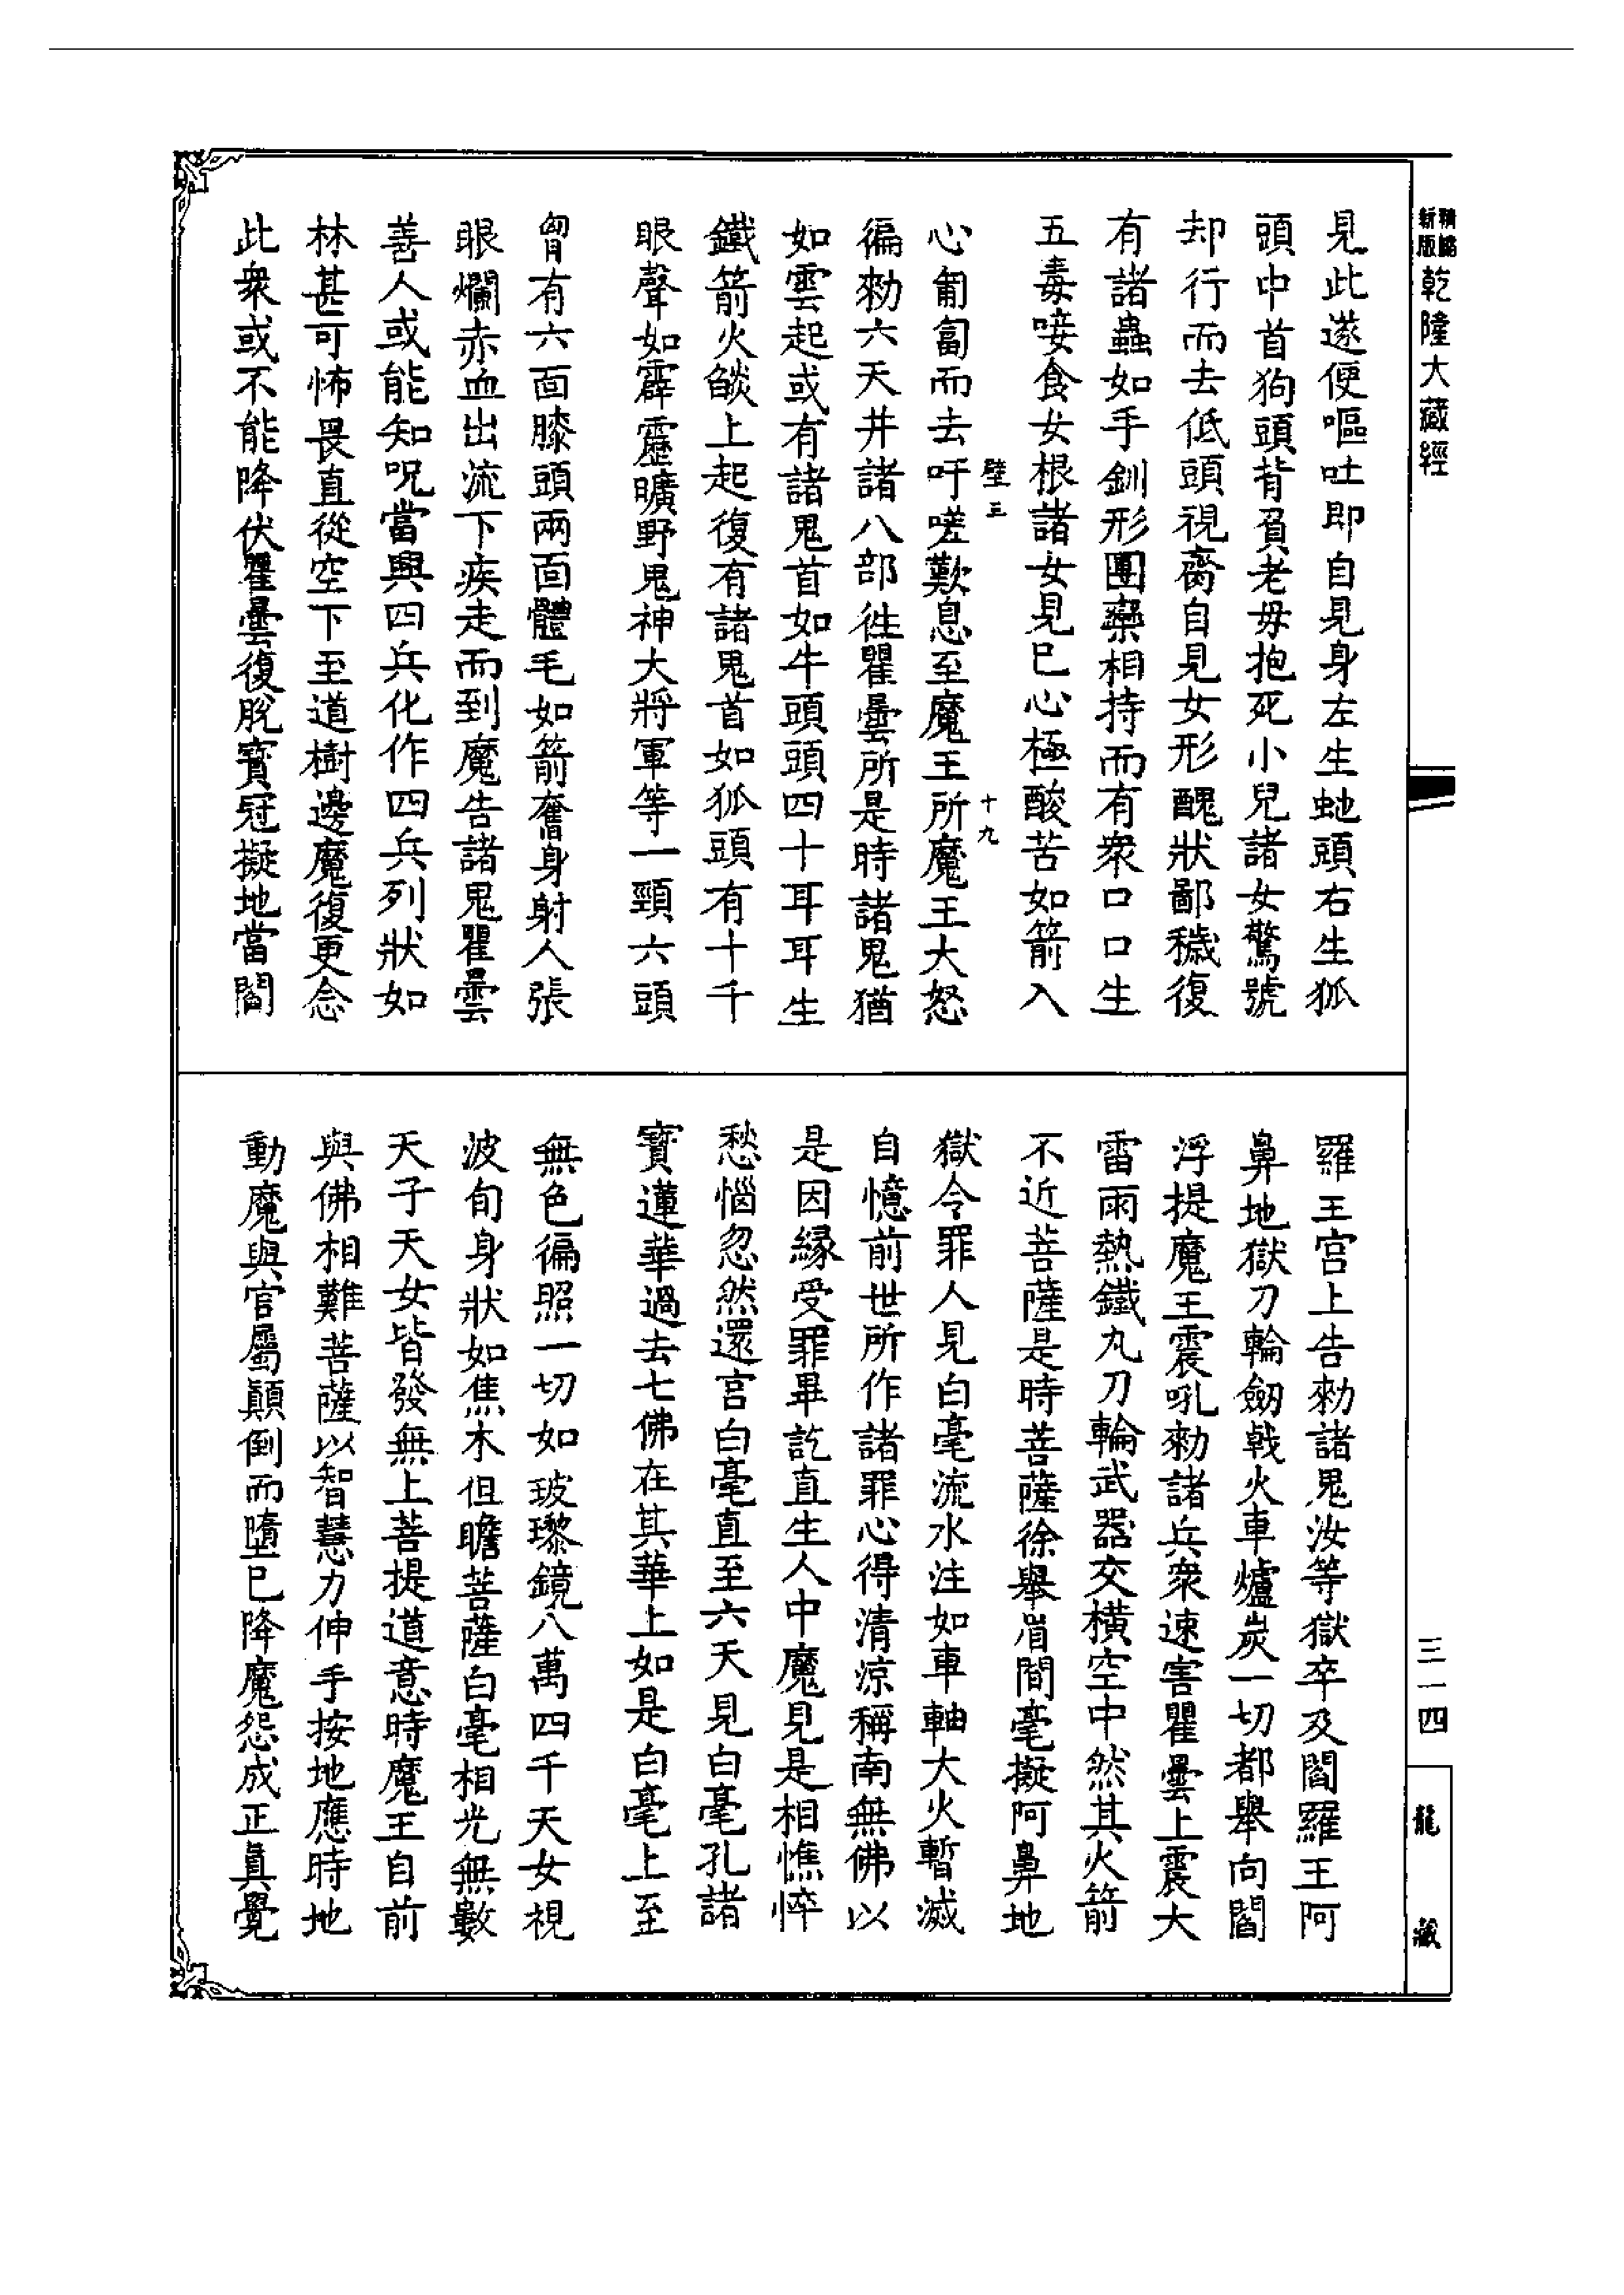 精縮
新版
乾隆大藏經
見此遂便嘔吐即自見身左生虵頭右生狐
頭中首狗頭背負老母抱死小兒諸女驚號
却行而去低頭視齎自見女形醜狀鄙穢復
有諸蟲如手釧形團欒相持而有衆口口生
五毒唼食女根諸女見已心極酸苦如箭入
壁三
十九
心匍匐而去吁嗟歎息至魔王所魔王大怒
徧勑六天井諸八部徃瞿曇所是時諸鬼猶
如雲起或有諸鬼首如牛頭頭四十耳耳生
鐵箭火燄上起復有諸鬼首如狐頭有十千
眼聲如霹靂曠野鬼神大將軍等一頸六頭
胷有六面膝頭兩面體毛如箭奮身射人張
眼爛赤血出流下疾走而到魔告諸鬼瞿曇
善人或能知呪當興四兵化作四兵列狀如
林甚可怖畏直從空下至道樹邊魔復更念
此衆或不能降伏瞿曇復脫寶冠擬地當閻
羅王宫上告勑諸鬼汝等獄卒及閻羅王阿
鼻地獄刀輪劒戟火車爐炭一切都舉向閻
浮提魔王震吼勑諸兵衆速害瞿曇上震大
雷雨熱鐵丸刀輪武器交橫空中然其火箭
不近菩薩是時菩薩徐舉眉間毫擬阿鼻地
獄令罪人見白毫流水注如車軸大火暫滅
自憶前世所作諸罪心得清涼稱南無佛以
是因緣受罪畢訖直生人中魔見是相憔悴
愁惱忽然還宫白毫直至六天見白毫孔諸
寶蓮華過去七佛在其華上如是白毫上至
無色徧照一切如玻瓈鏡八萬四千天女視
波旬身狀如焦木但瞻菩薩白毫相光無數
天子天女皆發無上菩提道意時魔王自前
與佛相難菩薩以智慧力伸手按地應時地
動魔與官屬顚倒而墮已降魔怨成正眞覺
三一四
龍藏